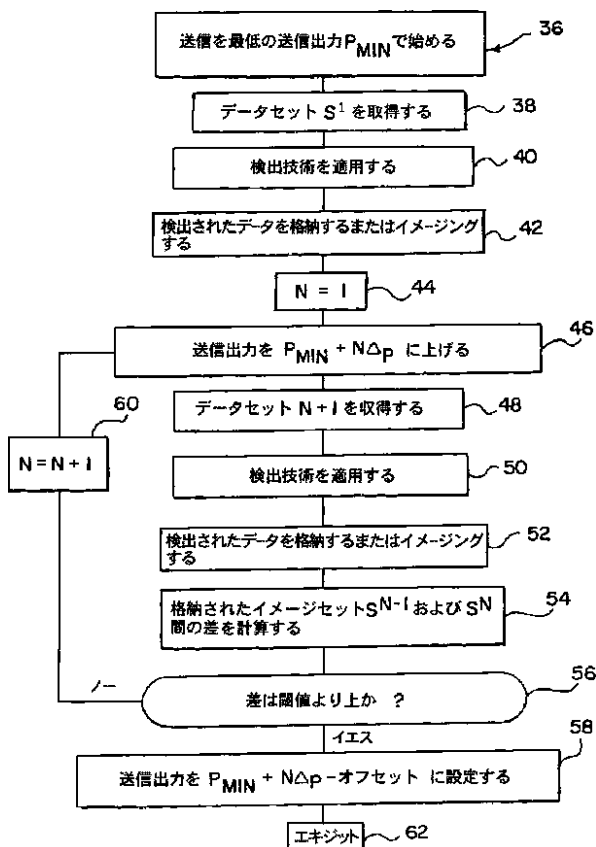 送信を最低の送信出力PMINで始める
36
データセット S1 を取得する
38
検出技術を適用する
40
検出されたデータを格納するまたはイメージング
する
42
N = 1
44
送信出力を PMIN + NΔP に上げる
46
データセット N+1 を取得する
48
60
N=N+1
検出技術を適用する
50
検出されたデータを格納するまたはイメージング
する
52
格納されたイメージセットSN-1 および SN
間の差を計算する
54
ノー
差は閾値より上か ?
56
イエス
58
送信出力を PMIN + NΔp-オフセット に設定する
エキジット
62